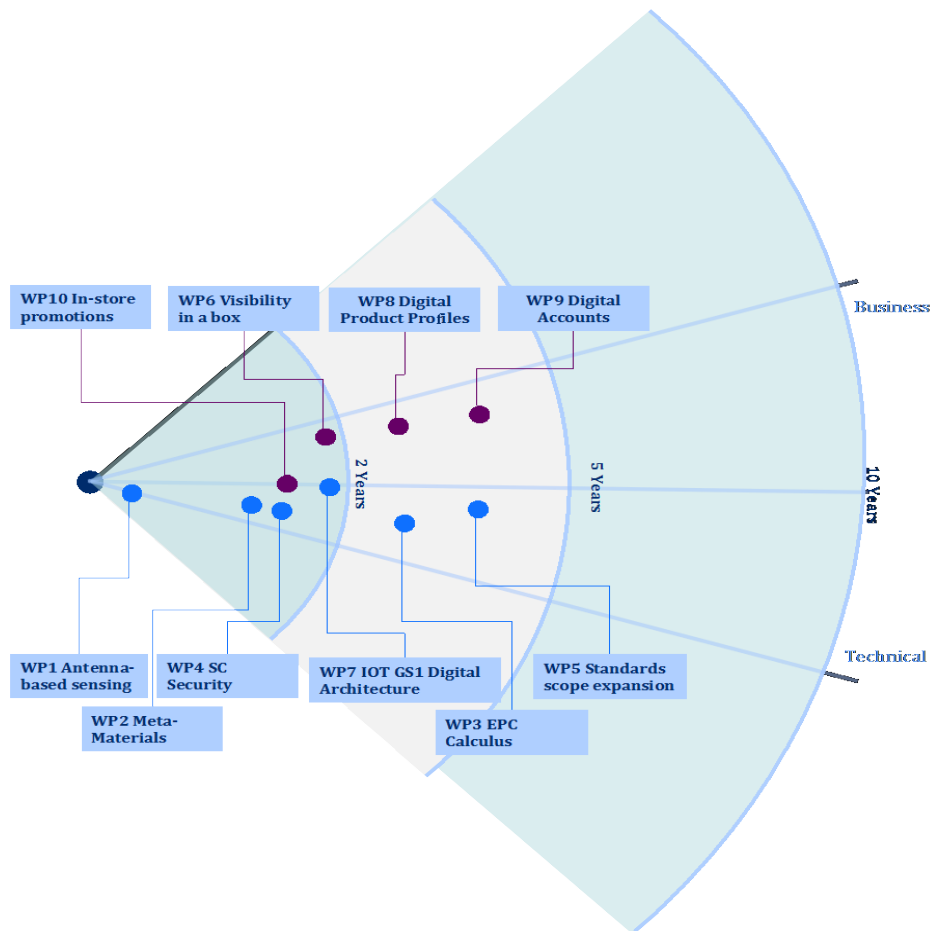 WP10 In-store
promotions
WP6 Visibility
in a box
WP8 Digital
Product Profiles
WP9 Digital
Accounts
Business
2 Years
5 Years
10 Years
Technical
WP1 Antenna-
based sensing
WP4 SC
Security
WP7 IOT GS1 Digital
Architecture
WP5 Standards
scope expansion
WP2 Meta-
Materials
WP3 EPC
Calculus